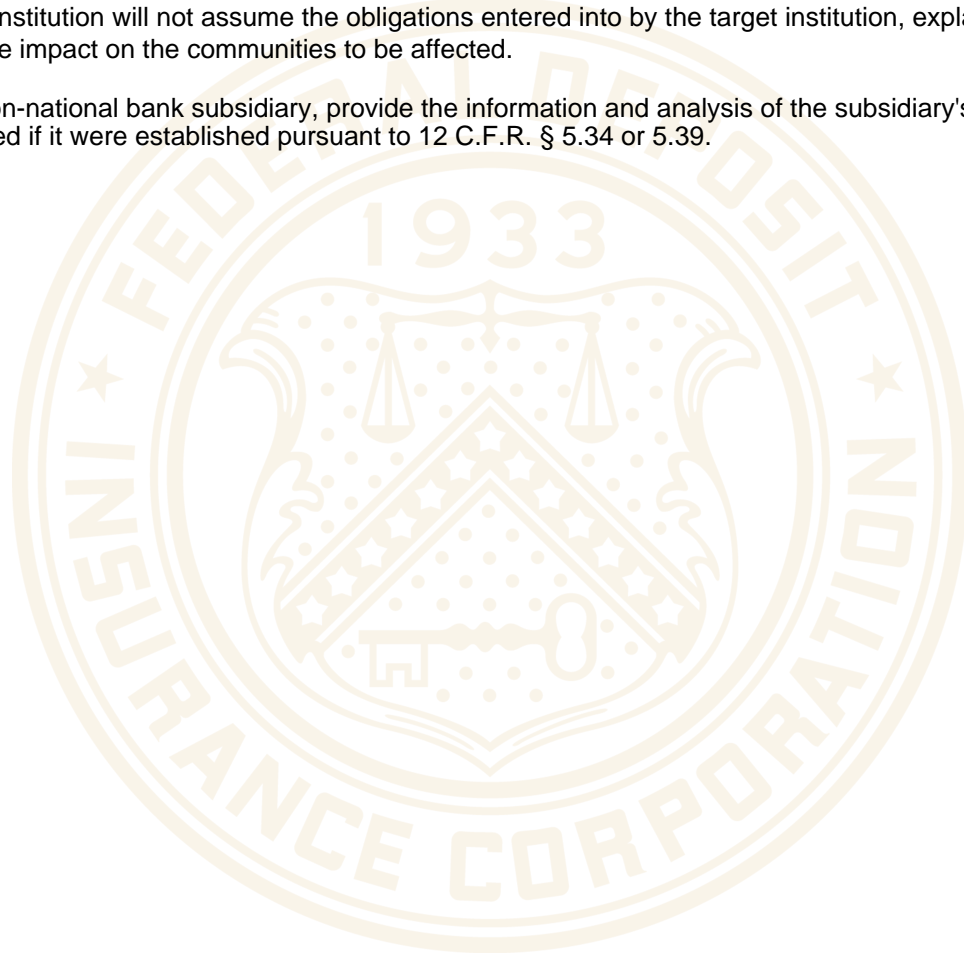 nstitution will not assume the obligations entered into by the target institution, expla
e impact on the communities to be affected.
on-national bank subsidiary, provide the information and analysis of the subsidiary's
ed if it were established pursuant to 12 C.F.R. § 5.34 or 5.39.
FEDERAL DEPOSIT
1933
INSURANCE CORPORATION